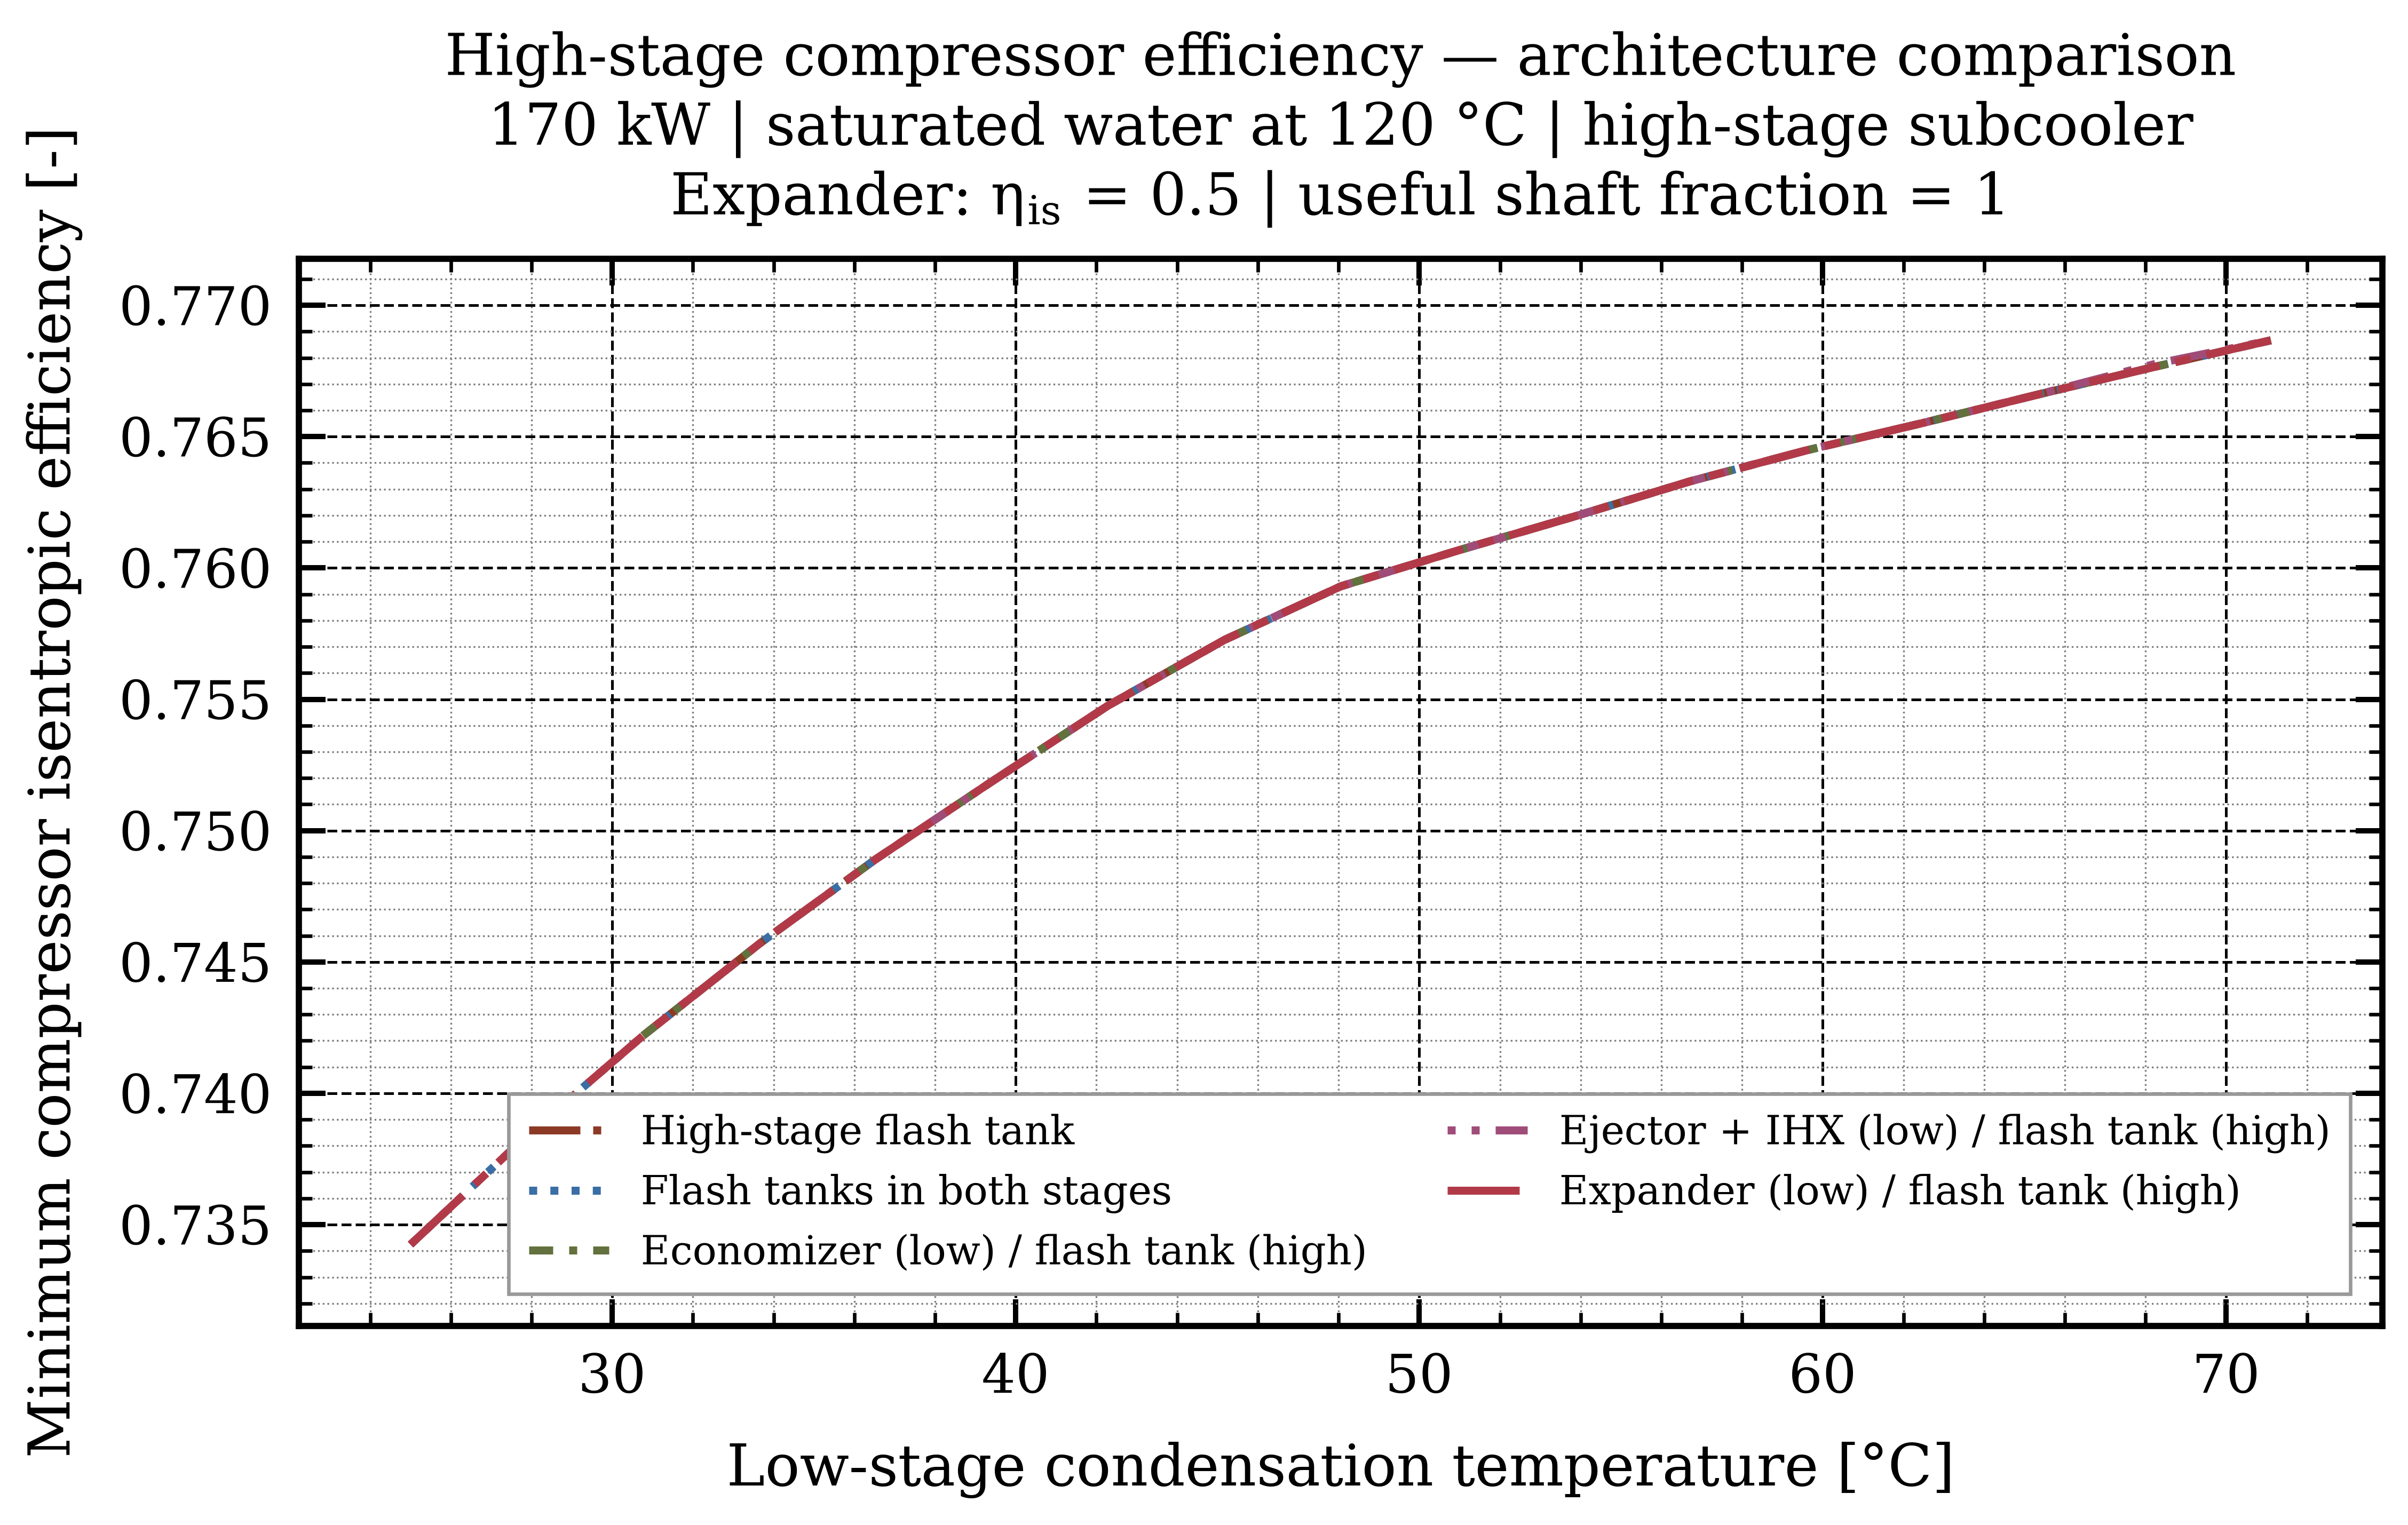 High-stage compressor efficiency — architecture comparison
170 kW | saturated water at 120 °C | high-stage subcooler
Expander: ηis = 0.5 | useful shaft fraction = 1
Minimum compressor isentropic efficiency [-]
0.770
0.765
0.760
0.755
0.750
0.745
0.740
0.735
High-stage flash tank
Flash tanks in both stages
Economizer (low) / flash tank (high)
Ejector + IHX (low) / flash tank (high)
Expander (low) / flash tank (high)
30 40 50 60 70
Low-stage condensation temperature [°C]